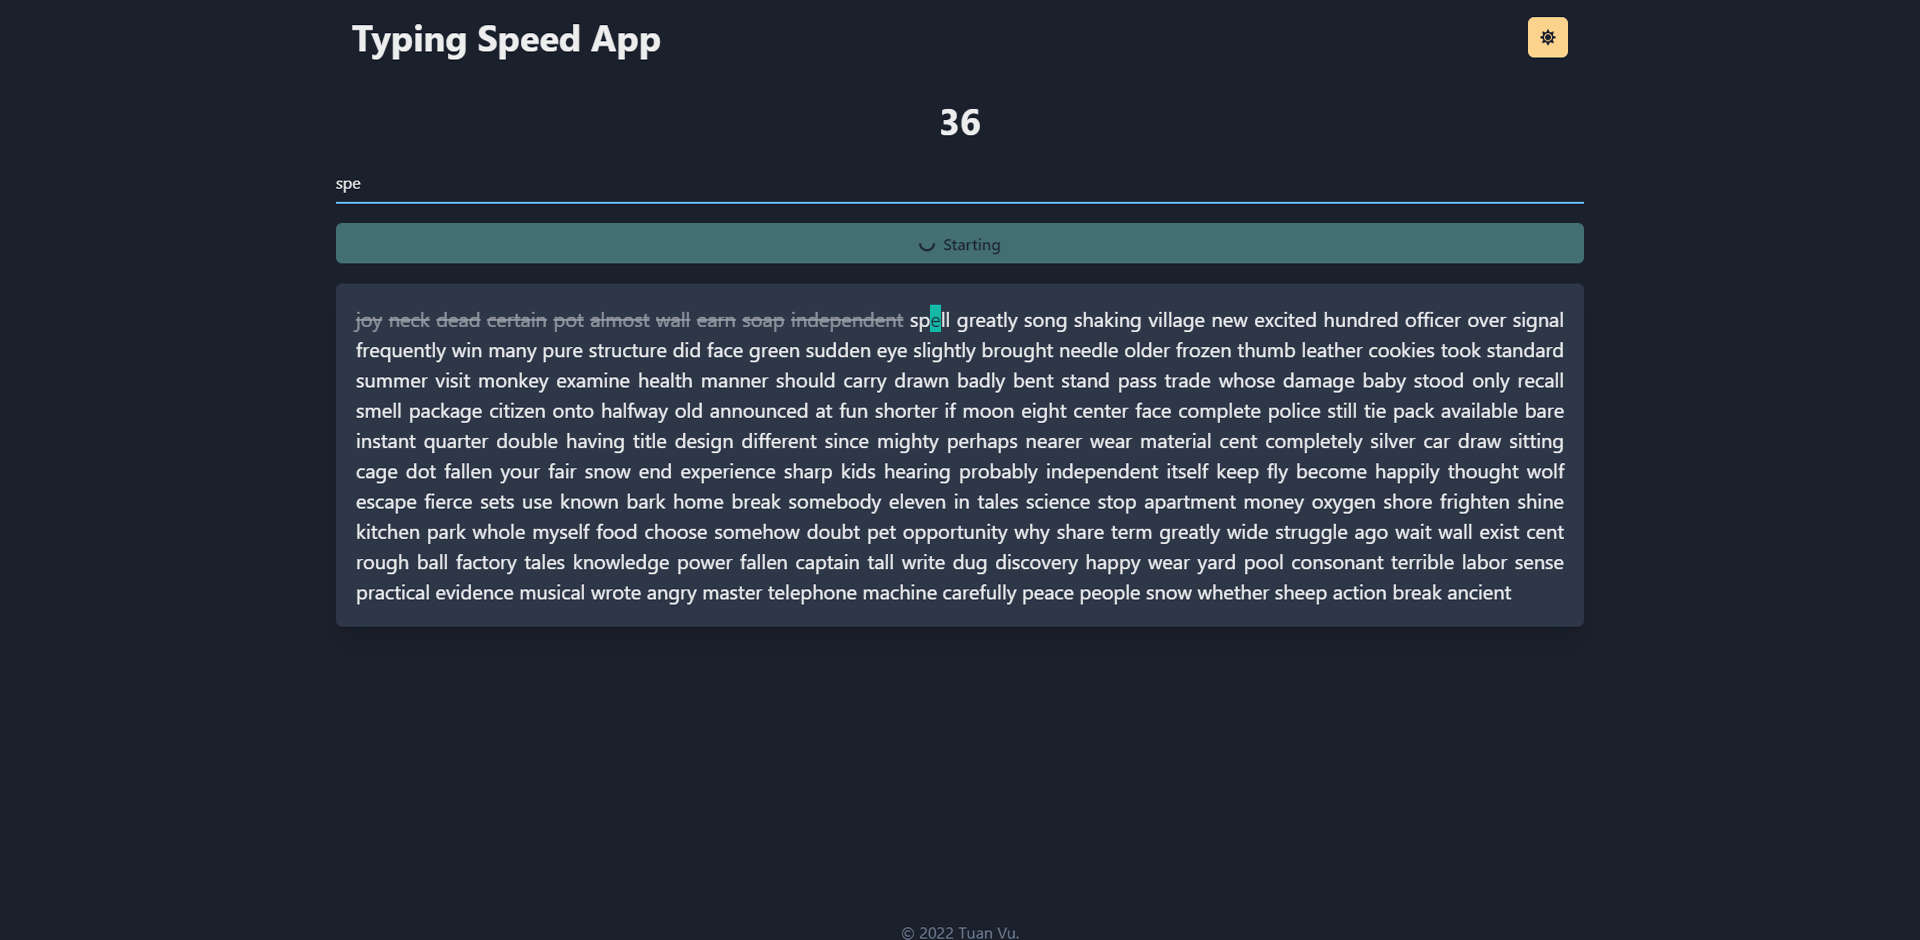 Typing Speed App
36
spe
Starting
joy neck dead certain pot almost wall earn soap independent spell greatly song shaking village new excited hundred officer over signal
frequently win many pure structure did face green sudden eye slightly brought needle older frozen thumb leather cookies took standard
summer visit monkey examine health manner should carry drawn badly bent stand pass trade whose damage baby stood only recall
smell package citizen onto halfway old announced at fun shorter if moon eight center face complete police still tie pack available bare
instant quarter double having title design different since mighty perhaps nearer wear material cent completely silver car draw sitting
cage dot fallen your fair snow end experience sharp kids hearing probably independent itself keep fly become happily thought wolf
escape fierce sets use known bark home break somebody eleven in tales science stop apartment money oxygen shore frighten shine
kitchen park whole myself food choose somehow doubt pet opportunity why share term greatly wide struggle ago wait wall exist cent
rough ball factory tales knowledge power fallen captain tall write dug discovery happy wear yard pool consonant terrible labor sense
practical evidence musical wrote angry master telephone machine carefully peace people snow whether sheep action break ancient
© 2022 Tuan Vu.